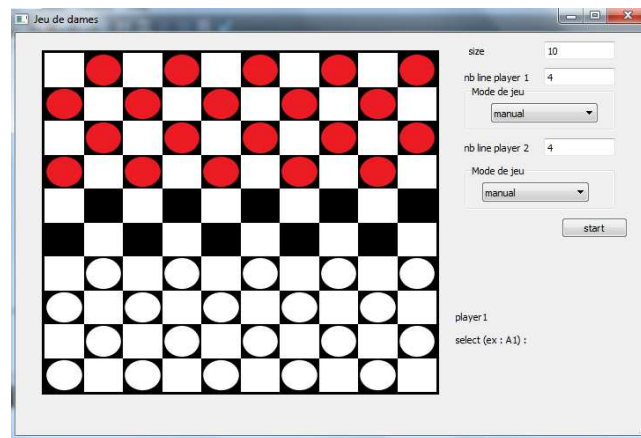 Jeu de dames
size 10
nb line player 1 4
Mode de jeu
manual
nb line player 2 4
Mode de jeu
manual
start
player1
select (ex : A1) :